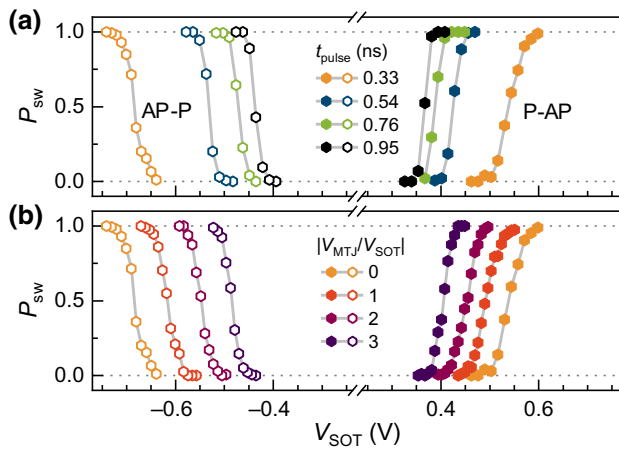 (a)
1.0
0.5
0.0
P_sw
AP-P
t_pulse (ns)
0.33
0.54
0.76
0.95
P-AP
(b)
1.0
0.5
0.0
P_sw
|V_MTJ/V_SOT|
0
1
2
3
−0.6 −0.4 0.4 0.6
V_SOT (V)